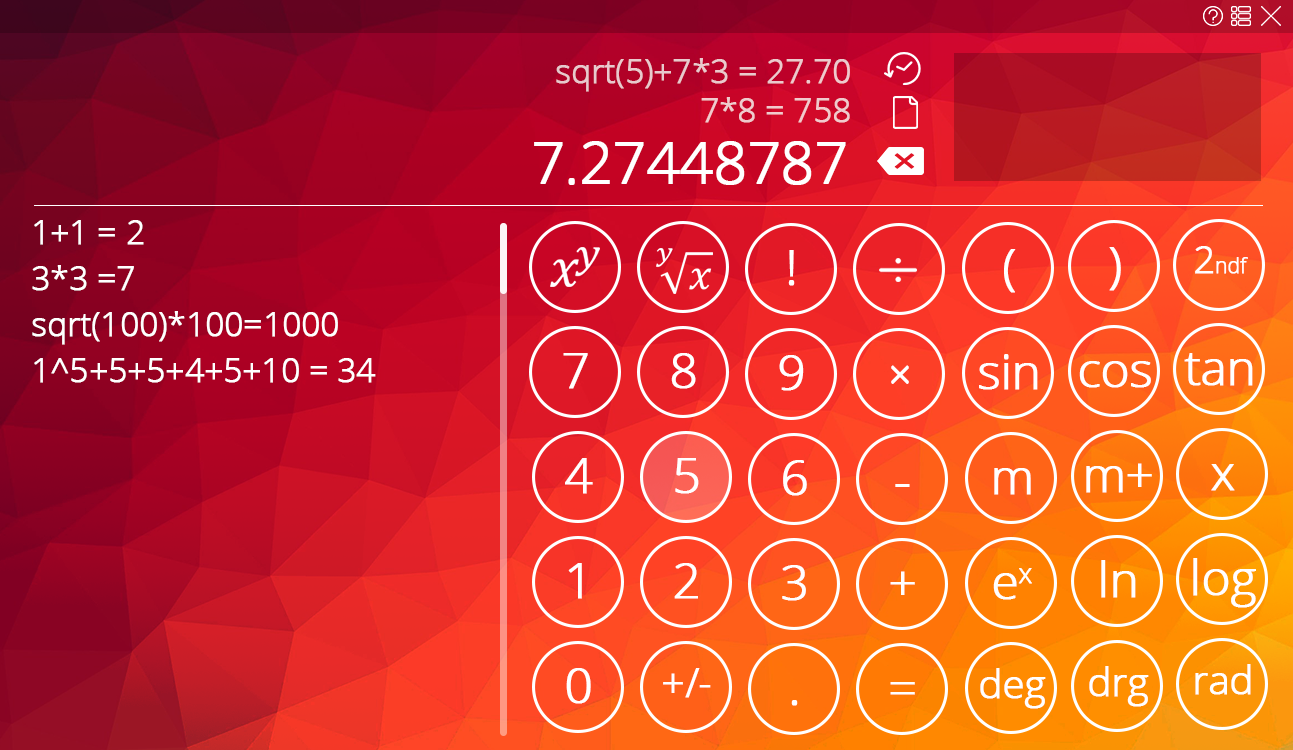 sqrt(5)+7*3 = 27.70
7*8 = 758
7.27448787
1+1 = 2
3*3 =7
sqrt(100)*100=1000
1^5+5+5+4+5+10 = 34
xʸ ʸ√x ! ÷ ( ) 2ndf
7 8 9 × sin cos tan
4 5 6 - m m+ x
1 2 3 + eˣ ln log
0 +/- . = deg drg rad